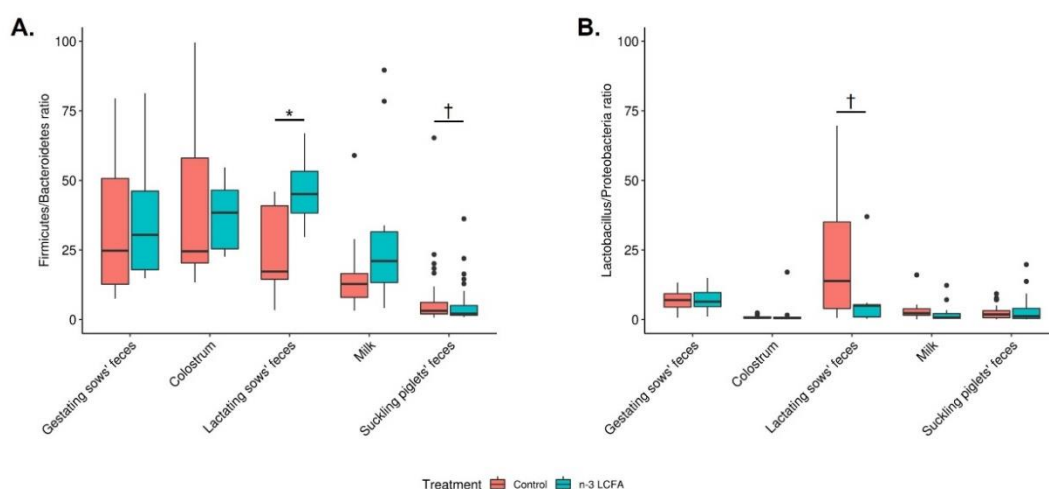 A.
Firmicutes/Bacteroidetes ratio
100
75
50
25
0
*
†
Gestating sows' feces
Colostrum
Lactating sows' feces
Milk
Suckling piglets' feces
B.
Lactobacillus/Proteobacteria ratio
100
75
50
25
0
†
Gestating sows' feces
Colostrum
Lactating sows' feces
Milk
Suckling piglets' feces
Treatment Control n-3 LCFA